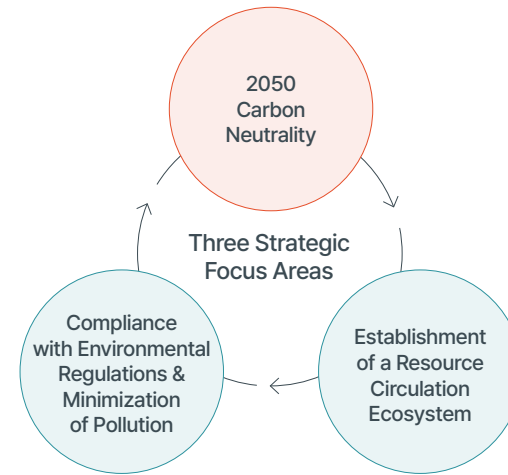 2050
Carbon
Neutrality
Three Strategic
Focus Areas
Compliance
with Environmental
Regulations &
Minimization
of Pollution
Establishment
of a Resource
Circulation
Ecosystem